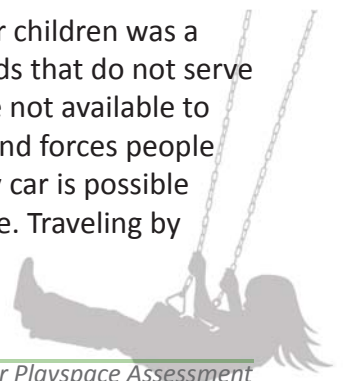 r children was a
ds that do not serve
e not available to
nd forces people
y car is possible
e. Traveling by
r Playspace Assessment